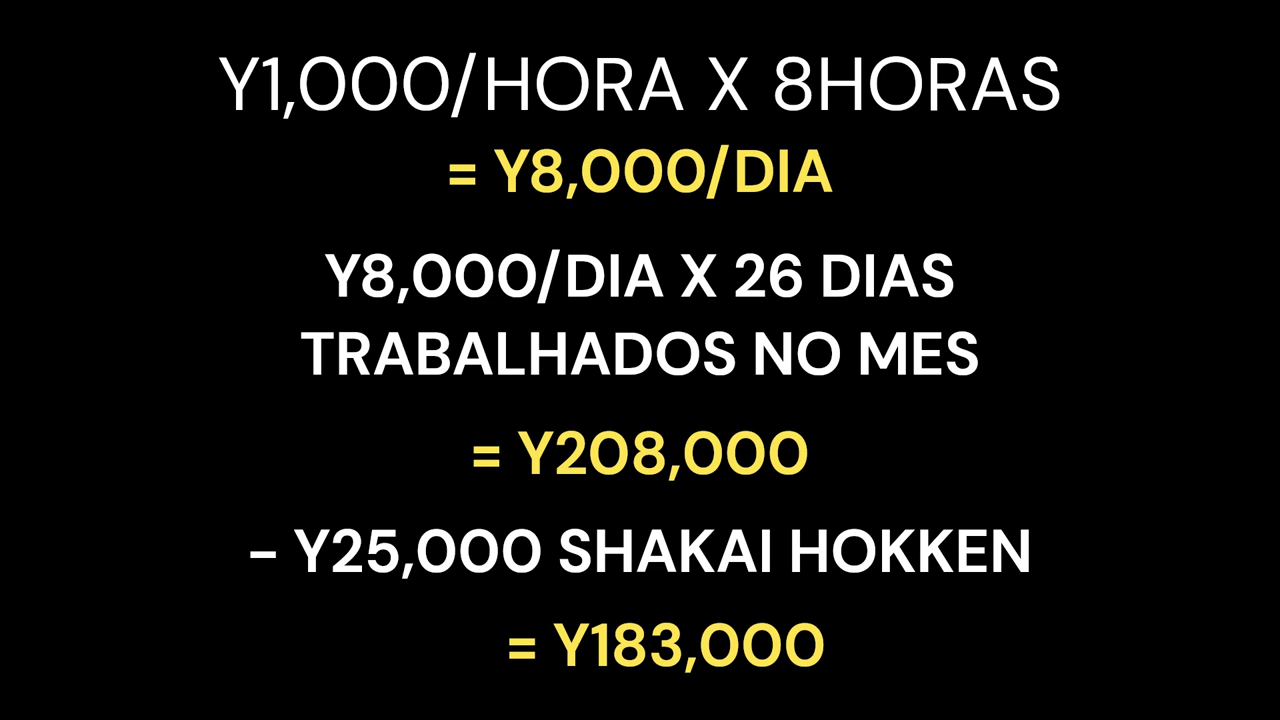 Y1,000/HORA X 8HORAS
= Y8,000/DIA
Y8,000/DIA X 26 DIAS
TRABALHADOS NO MES
= Y208,000
- Y25,000 SHAKAI HOKKEN
= Y183,000